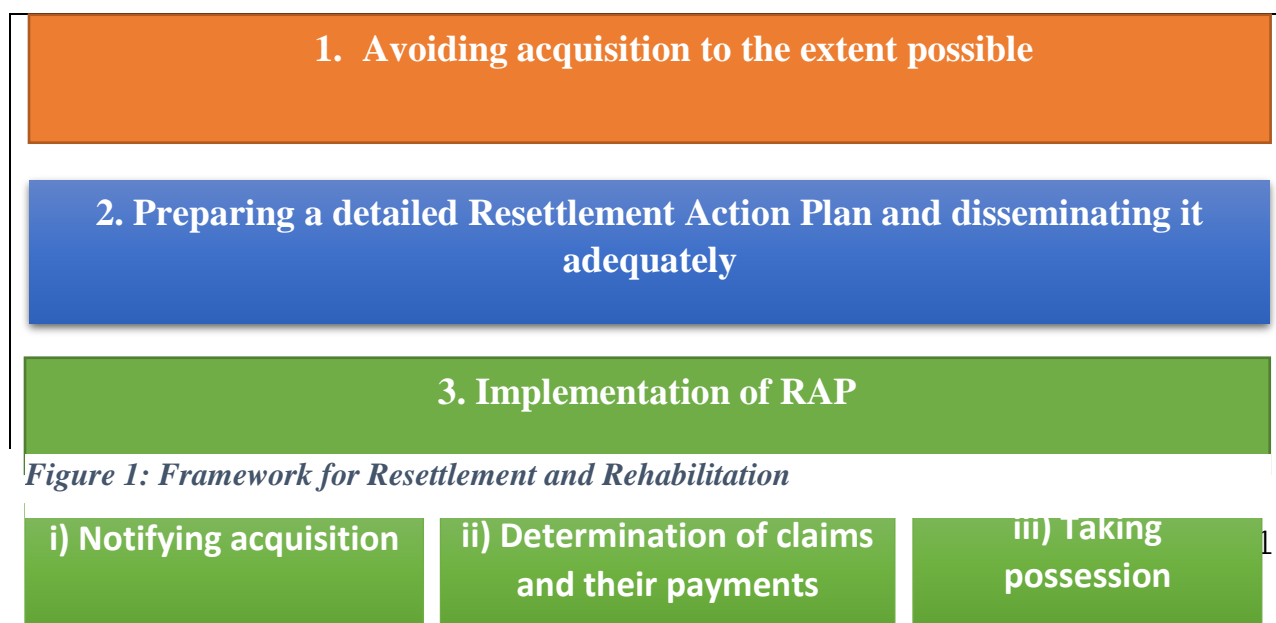 1. Avoiding acquisition to the extent possible
2. Preparing a detailed Resettlement Action Plan and disseminating it
adequately
3. Implementation of RAP
Figure 1: Framework for Resettlement and Rehabilitation
i) Notifying acquisition
ii) Determination of claims
and their payments
iii) Taking
possession
1